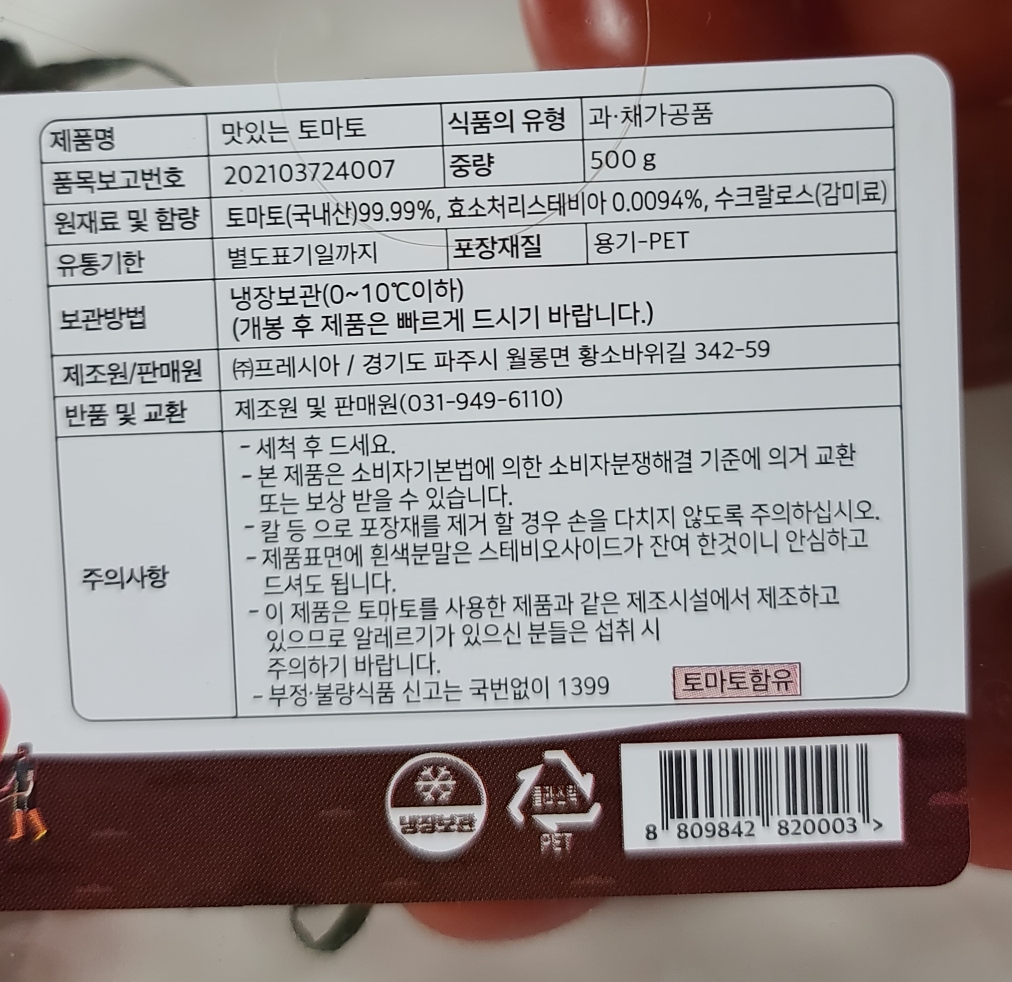 제품명 맛있는 토마토 식품의 유형 과·채가공품
품목보고번호 202103724007 중량 500 g
원재료 및 함량 토마토(국내산)99.99%, 효소처리스테비아 0.0094%, 수크랄로스(감미료)
유통기한 별도표기일까지 포장재질 용기-PET
보관방법 냉장보관(0~10℃이하)
(개봉 후 제품은 빠르게 드시기 바랍니다.)
제조원/판매원 ㈜프레시아 / 경기도 파주시 월롱면 황소바위길 342-59
반품 및 교환 제조원 및 판매원(031-949-6110)
주의사항
- 세척 후 드세요.
- 본 제품은 소비자기본법에 의한 소비자분쟁해결 기준에 의거 교환
또는 보상 받을 수 있습니다.
- 칼 등 으로 포장재를 제거 할 경우 손을 다치지 않도록 주의하십시오.
- 제품표면에 흰색분말은 스테비오사이드가 잔여 한것이니 안심하고
드셔도 됩니다.
- 이 제품은 토마토를 사용한 제품과 같은 제조시설에서 제조하고
있으므로 알레르기가 있으신 분들은 섭취 시
주의하기 바랍니다.
- 부정·불량식품 신고는 국번없이 1399 토마토함유
냉장보관
플라스틱
PET
8 809842 820003 >